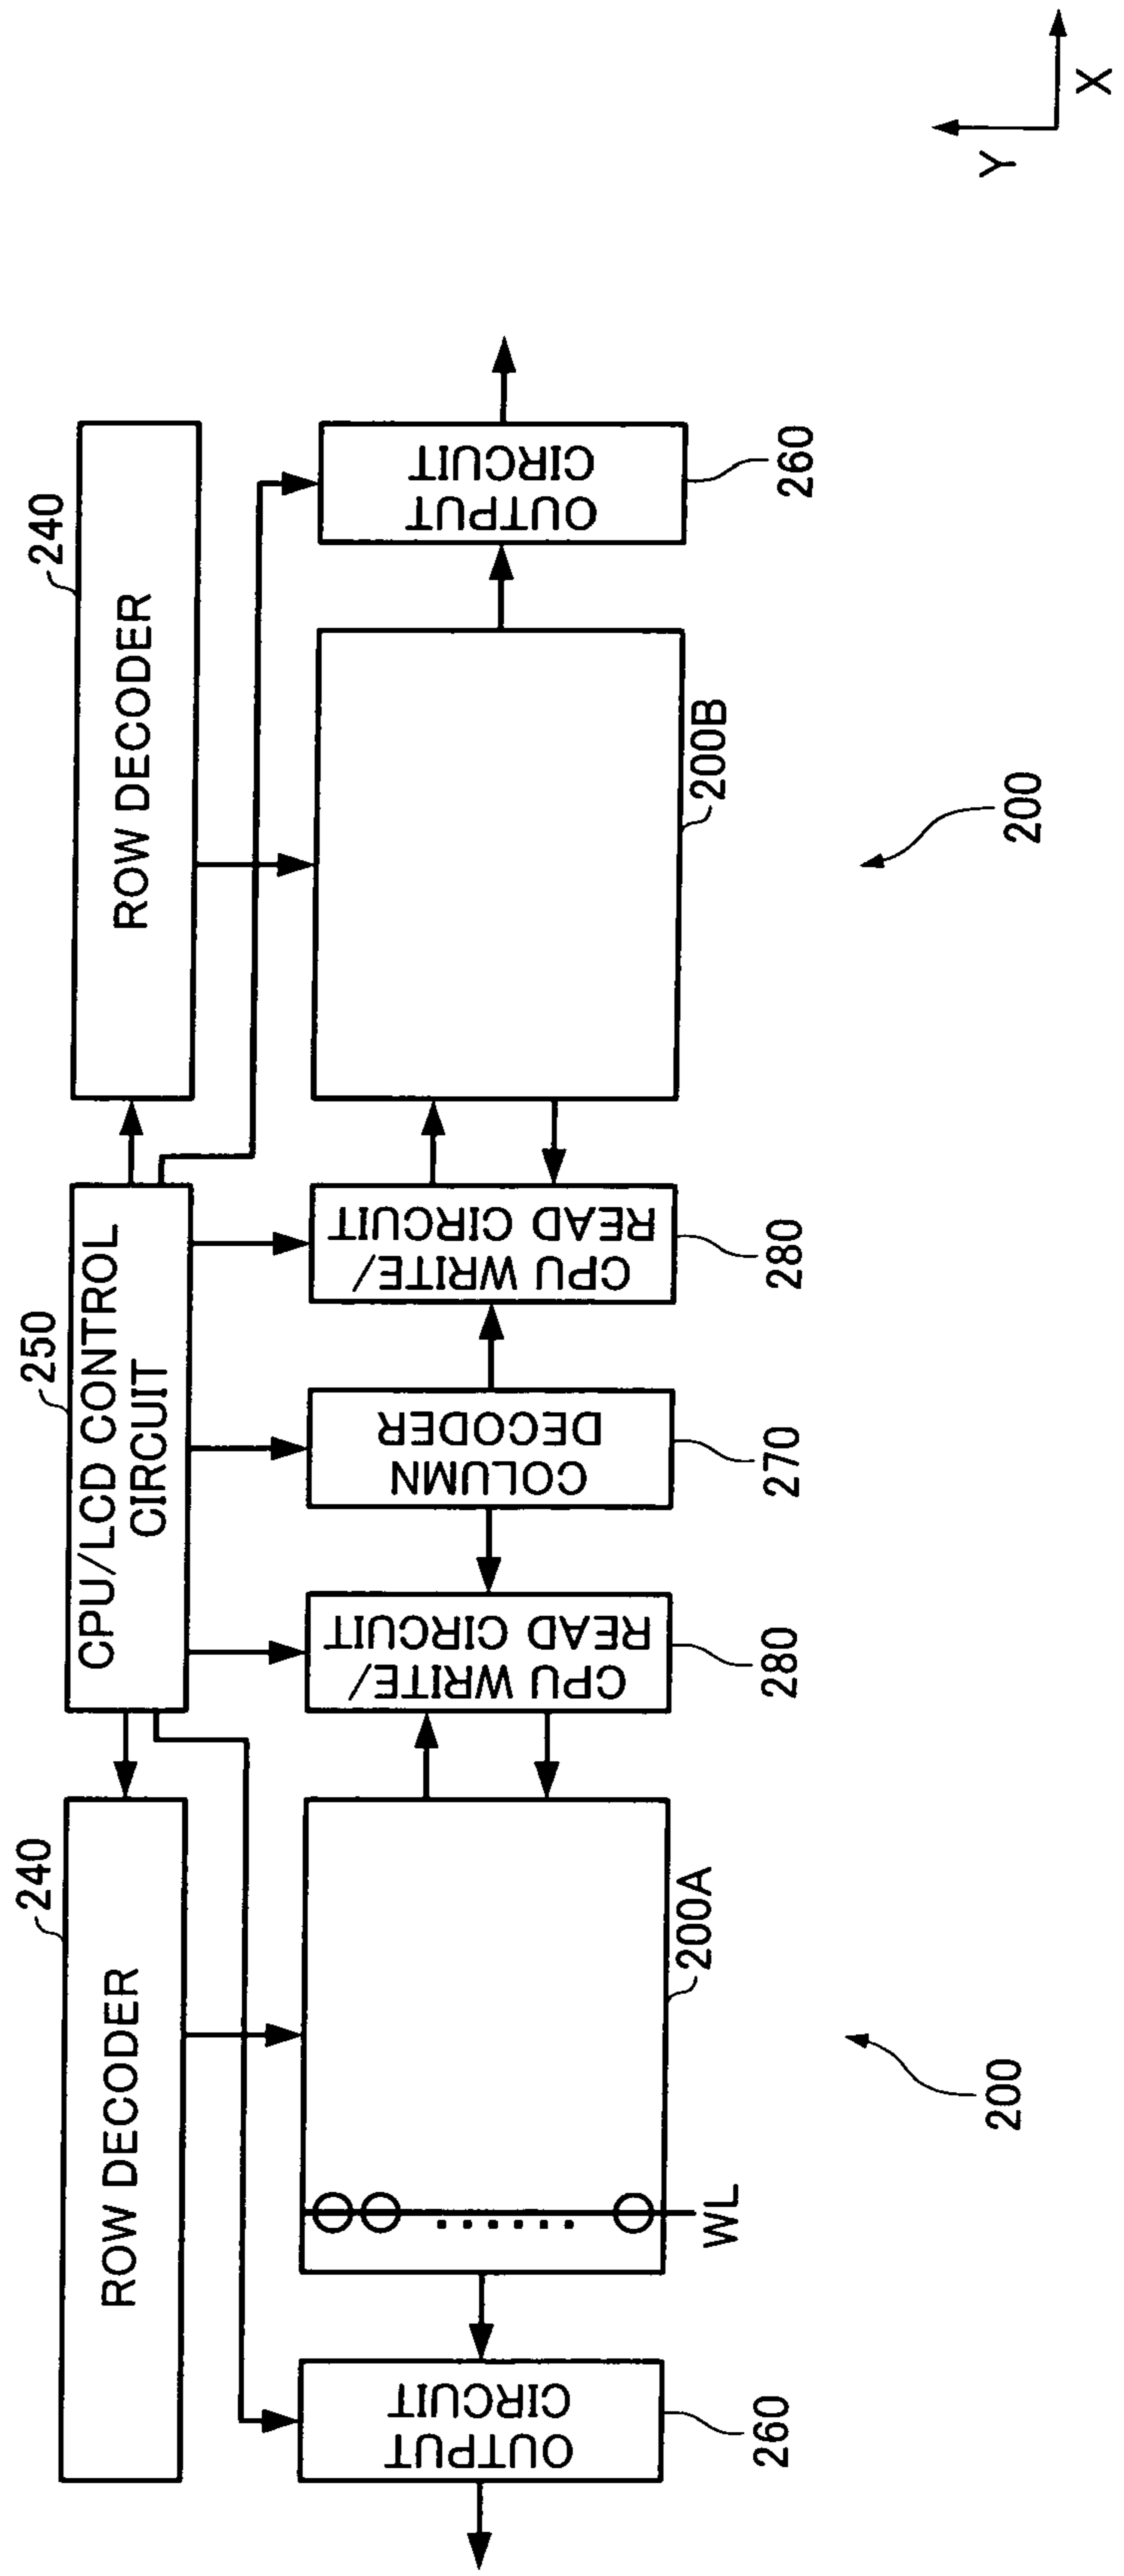 240
250
240
ROW DECODER
CPU/LCD CONTROL
CIRCUIT
ROW DECODER
OUTPUT
CIRCUIT
CPU WRITE/
READ CIRCUIT
COLUMN
DECODER
CPU WRITE/
READ CIRCUIT
OUTPUT
CIRCUIT
260
WL
200A
280
270
280
200B
260
200
200
Y
X